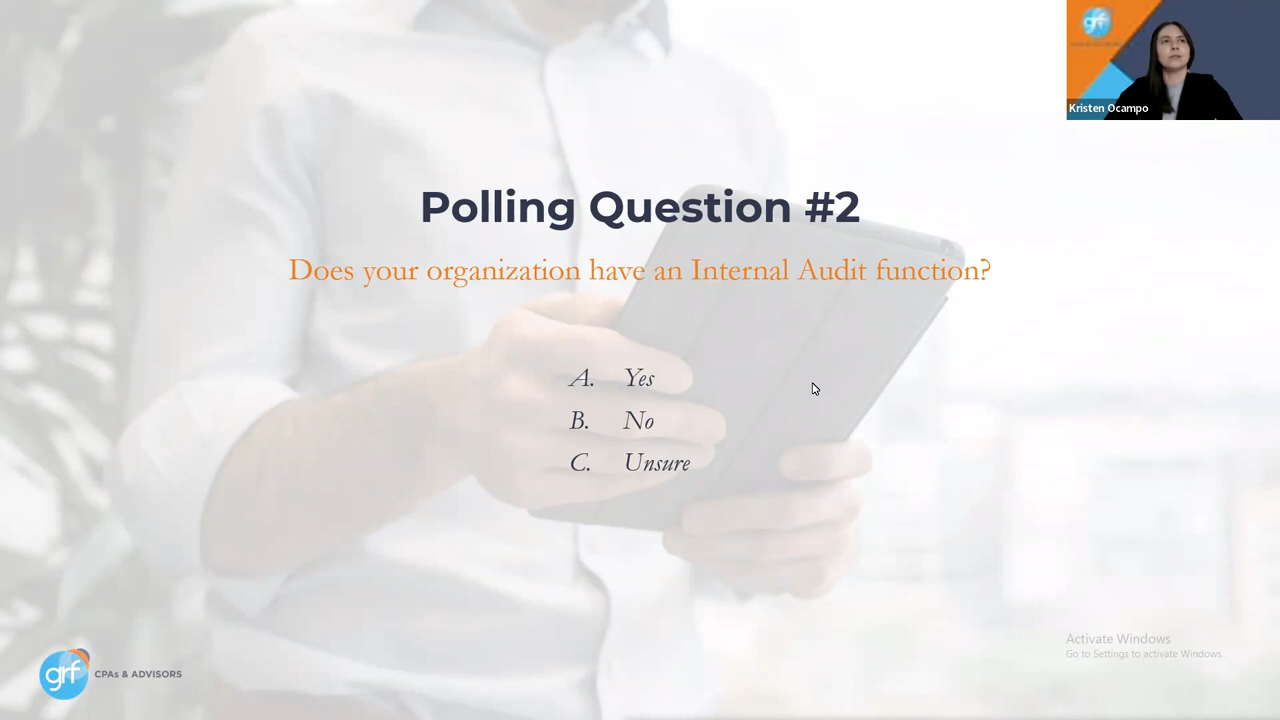 grf
Kristen Ocampo
Polling Question #2
Does your organization have an Internal Audit function?
A. Yes
B. No
C. Unsure
Activate Windows
Go to Settings to activate Windows.
grf CPAs & ADVISORS